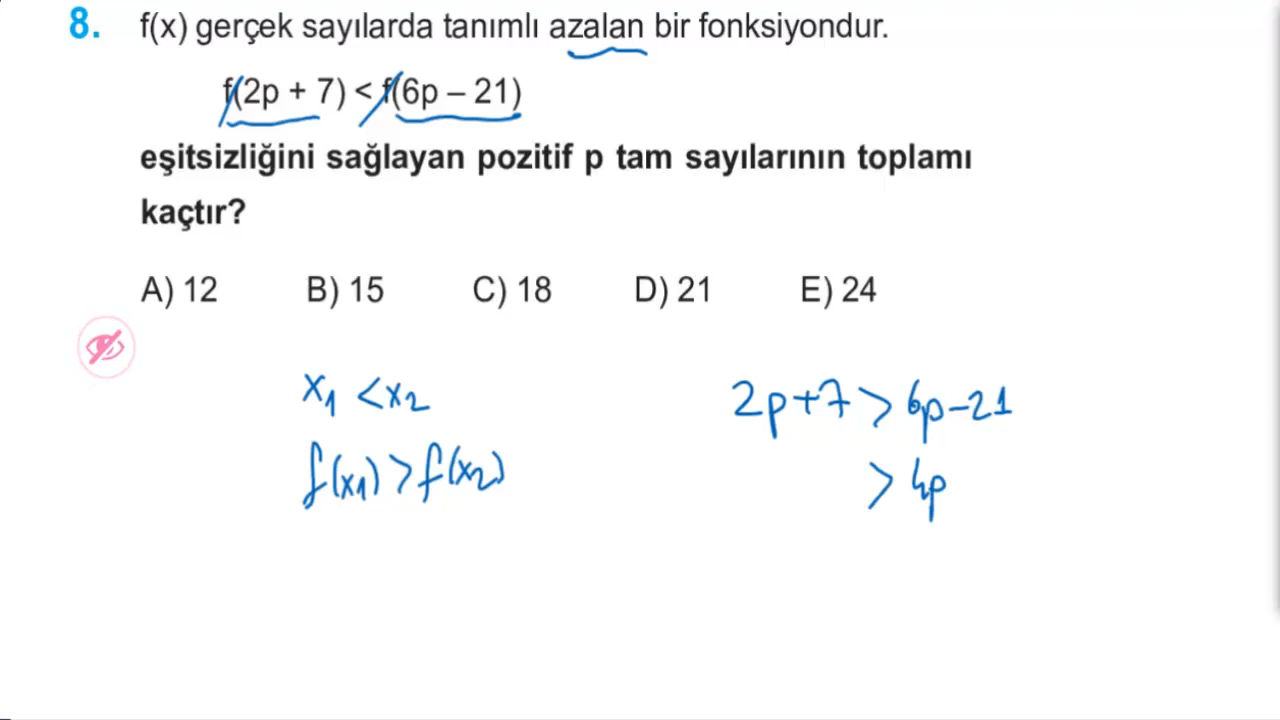 8. f(x) gerçek sayılarda tanımlı azalan bir fonksiyondur.
f(2p + 7) < f(6p – 21)
eşitsizliğini sağlayan pozitif p tam sayılarının toplamı
kaçtır?
A) 12 B) 15 C) 18 D) 21 E) 24
x₁ < x₂
2p+7 > 6p-21
f(x₁) > f(x₂)
> 4p